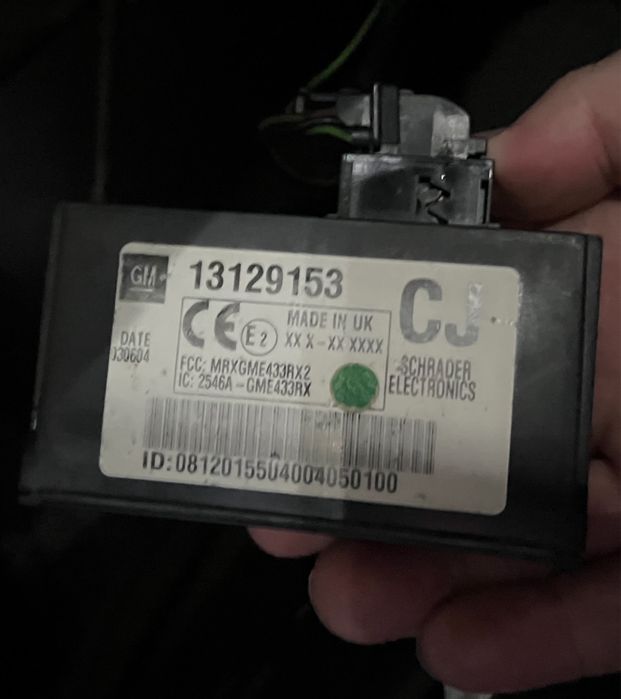 GM
13129153
CJ
CE E2
MADE IN UK
XX X-XX XXXX
DATE
030604
FCC: MRXGME433RX2
IC: 2546A-GME433RX
SCHRADER
ELECTRONICS
ID:0812015504004050100